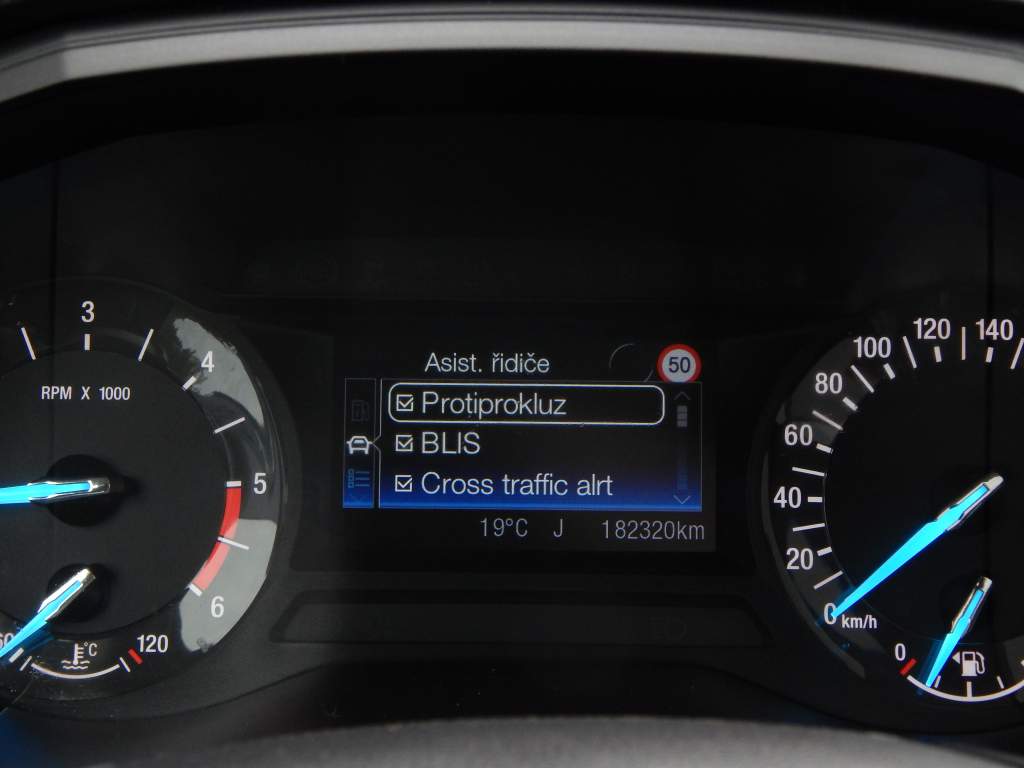 3
4
5
6
RPM X 1000
60
120
°C
Asist. řidiče
50
Protiprokluz
BLIS
Cross traffic alrt
19°C J 182320km
0
20
40
60
80
100
120
140
km/h
0